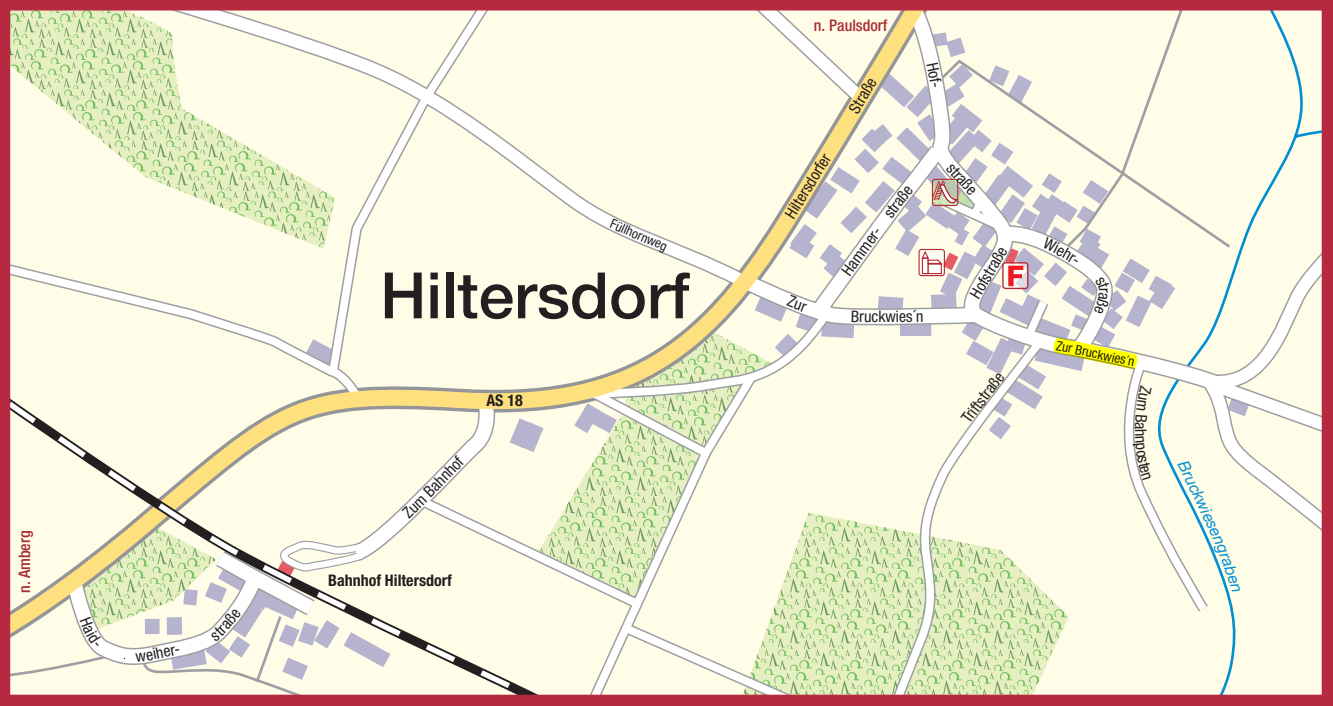 n. Paulsdorf
Hof-
Straße
Hiltersdorfer
straße
straße
Hammer-
Füllhornweg
Wiehr-
straße
Hofstraße
F
Hiltersdorf
Zur
Bruckwies´n
Zur Bruckwies´n
AS 18
Triftstraße
Zum Bahnposten
Zum Bahnhof
Bruckwiesengraben
n. Amberg
Bahnhof Hiltersdorf
Haid-
weiher-
straße